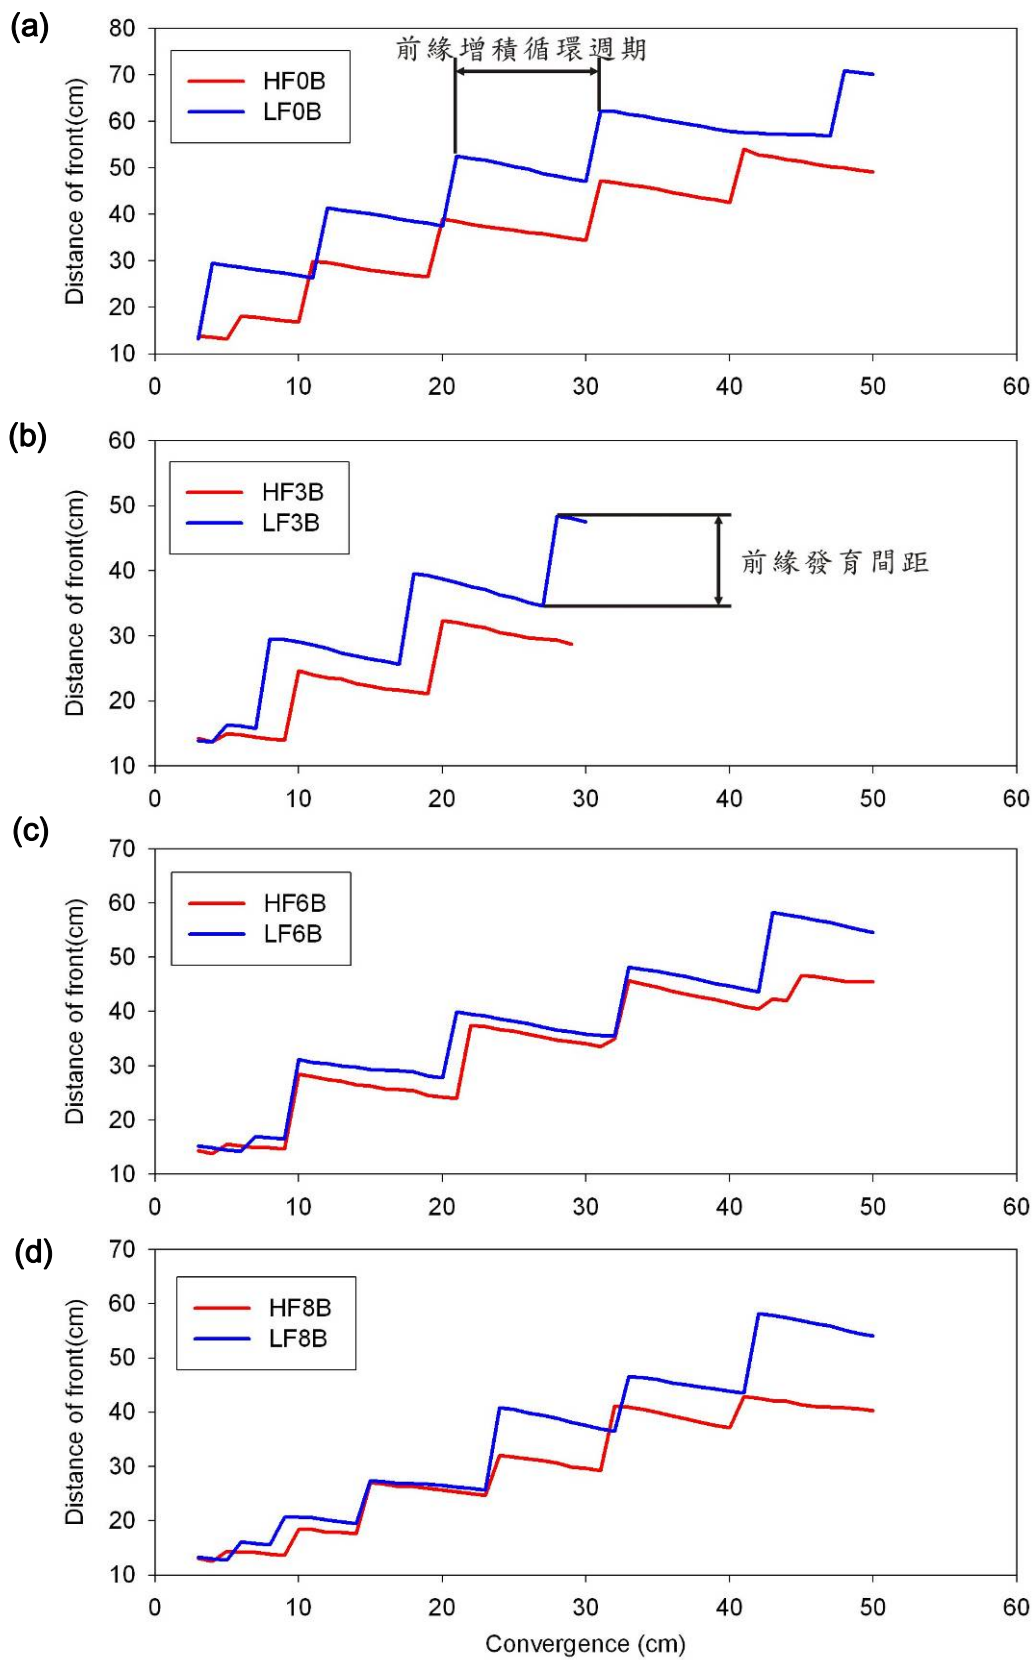 (a)
80
前緣增積循環週期
70
HF0B
LF0B
60
50
40
30
20
10
Distance of front(cm)
0 10 20 30 40 50 60
(b)
60
HF3B
LF3B
50
前緣發育間距
40
30
20
10
Distance of front(cm)
0 10 20 30 40 50 60
(c)
70
HF6B
LF6B
60
50
40
30
20
10
Distance of front(cm)
0 10 20 30 40 50 60
(d)
70
HF8B
LF8B
60
50
40
30
20
10
Distance of front(cm)
0 10 20 30 40 50 60
Convergence (cm)